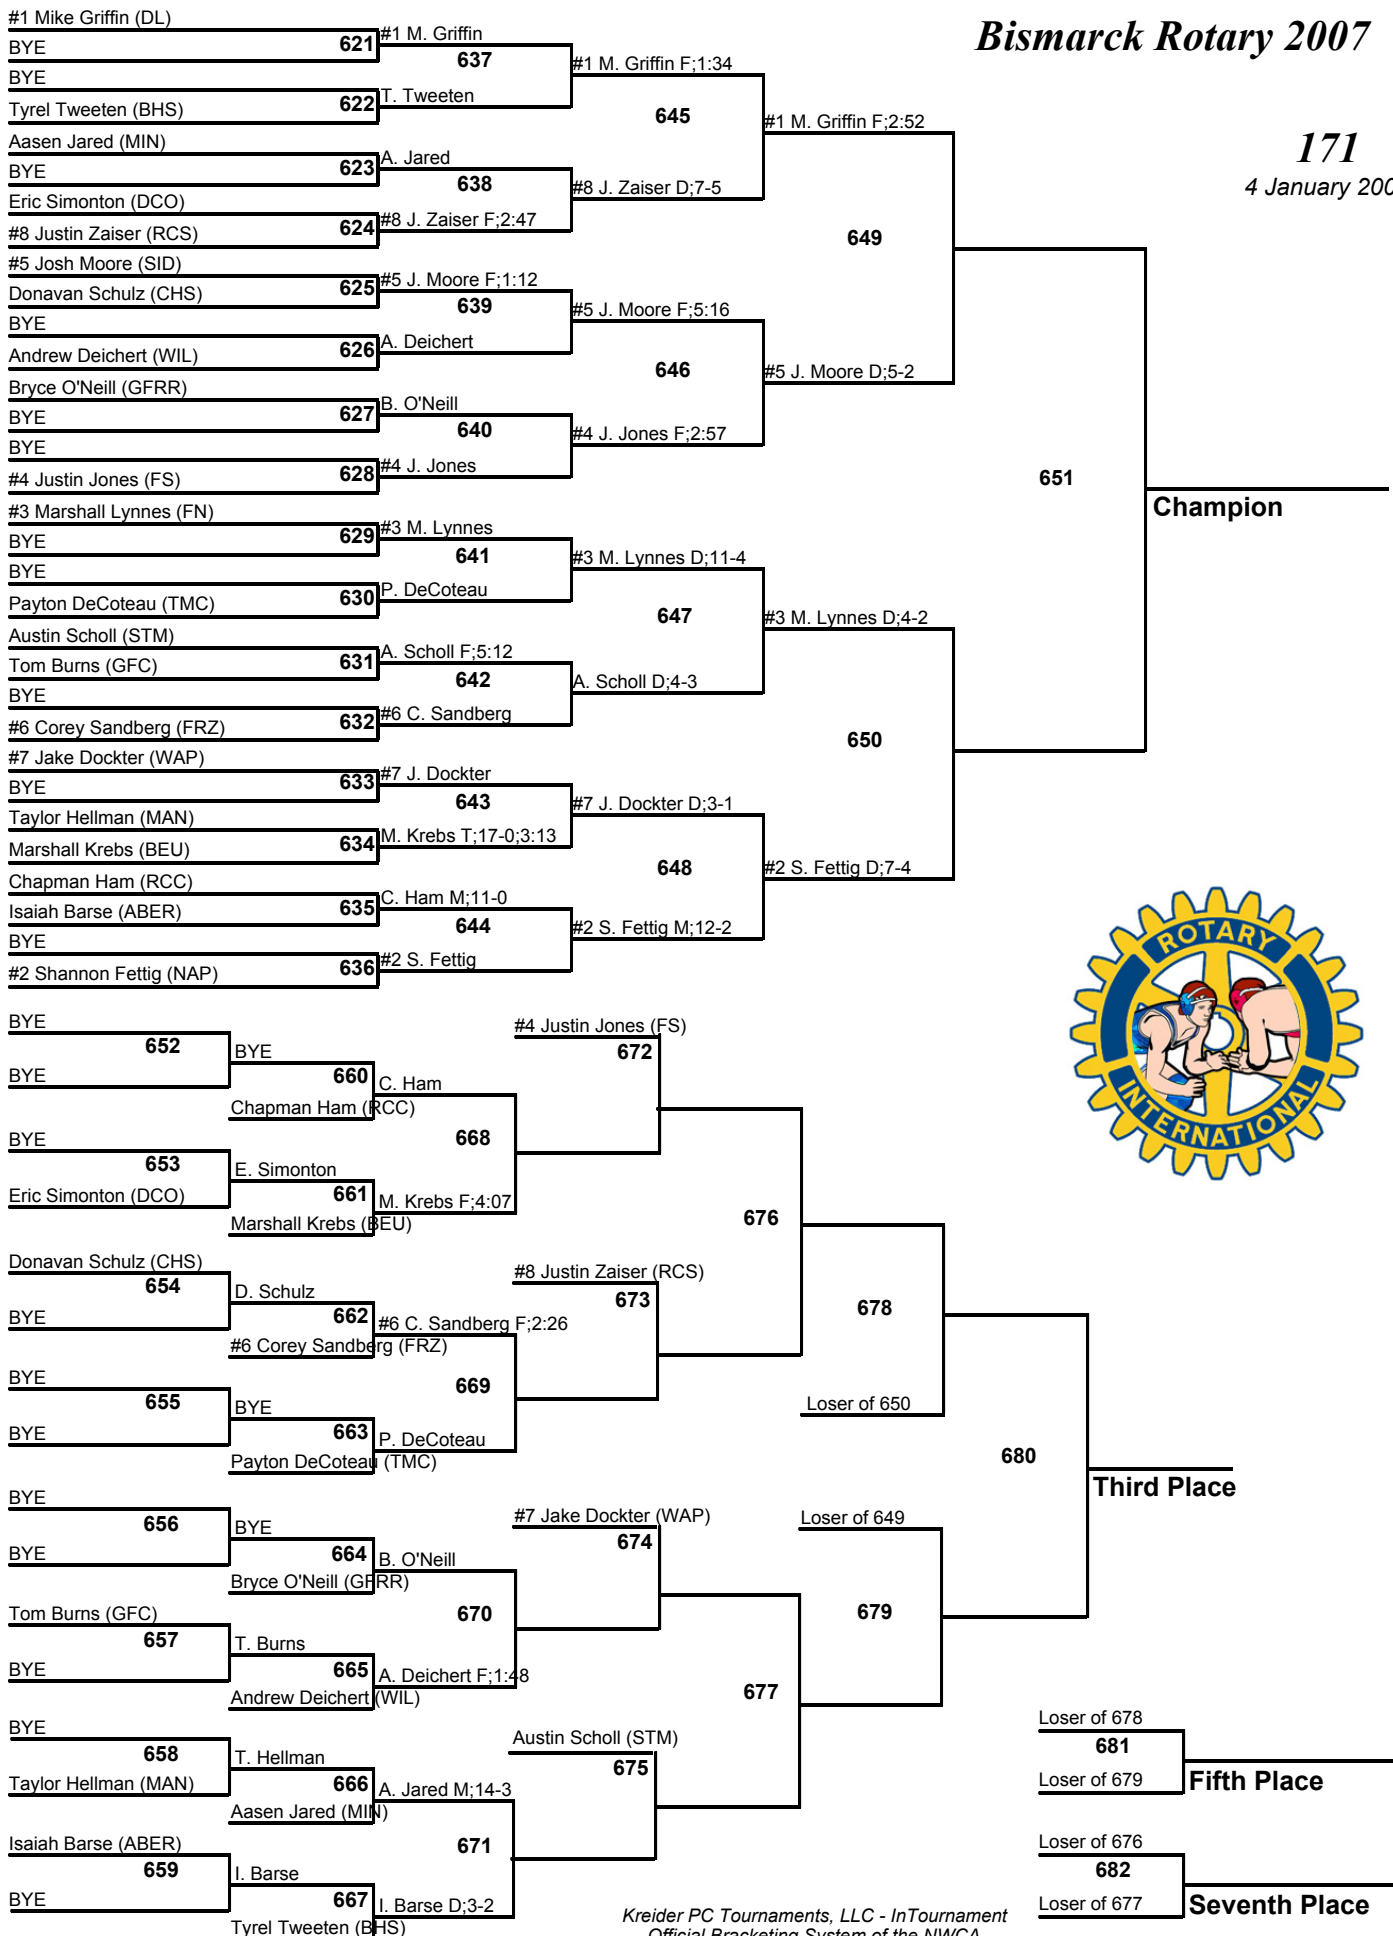 Bismarck Rotary 2007
171
4 January 200
#1 Mike Griffin (DL)
BYE
621
BYE
Tyrel Tweeten (BHS)
622
Aasen Jared (MIN)
BYE
623
Eric Simonton (DCO)
#8 Justin Zaiser (RCS)
624
#5 Josh Moore (SID)
Donavan Schulz (CHS)
625
BYE
Andrew Deichert (WIL)
626
Bryce O'Neill (GFRR)
BYE
627
BYE
#4 Justin Jones (FS)
628
#3 Marshall Lynnes (FN)
BYE
629
BYE
Payton DeCoteau (TMC)
630
Austin Scholl (STM)
Tom Burns (GFC)
631
BYE
#6 Corey Sandberg (FRZ)
632
#7 Jake Dockter (WAP)
BYE
633
Taylor Hellman (MAN)
Marshall Krebs (BEU)
634
Chapman Ham (RCC)
Isaiah Barse (ABER)
635
BYE
#2 Shannon Fettig (NAP)
636
#1 M. Griffin
637
T. Tweeten
A. Jared
638
#8 J. Zaiser F;2:47
#5 J. Moore F;1:12
639
A. Deichert
B. O'Neill
640
#4 J. Jones
#3 M. Lynnes
641
P. DeCoteau
A. Scholl F;5:12
642
#6 C. Sandberg
#7 J. Dockter
643
M. Krebs T;17-0;3:13
C. Ham M;11-0
644
#2 S. Fettig
#1 M. Griffin F;1:34
645
#8 J. Zaiser D;7-5
#5 J. Moore F;5:16
646
#4 J. Jones F;2:57
#3 M. Lynnes D;11-4
647
A. Scholl D;4-3
#7 J. Dockter D;3-1
648
#2 S. Fettig M;12-2
#1 M. Griffin F;2:52
649
#5 J. Moore D;5-2
#3 M. Lynnes D;4-2
650
#2 S. Fettig D;7-4
651
Champion
ROTARY
INTERNATIONAL
BYE
652
BYE
BYE
653
Eric Simonton (DCO)
Donavan Schulz (CHS)
654
BYE
BYE
655
BYE
BYE
656
BYE
Tom Burns (GFC)
657
BYE
BYE
658
Taylor Hellman (MAN)
Isaiah Barse (ABER)
659
BYE
BYE
660
Chapman Ham (RCC)
E. Simonton
661
Marshall Krebs (BEU)
D. Schulz
662
#6 Corey Sandberg (FRZ)
BYE
663
Payton DeCoteau (TMC)
BYE
664
Bryce O'Neill (GFRR)
T. Burns
665
Andrew Deichert (WIL)
T. Hellman
666
Aasen Jared (MIN)
I. Barse
667
Tyrel Tweeten (BHS)
C. Ham
668
M. Krebs F;4:07
#6 C. Sandberg F;2:26
669
P. DeCoteau
B. O'Neill
670
A. Deichert F;1:48
A. Jared M;14-3
671
I. Barse D;3-2
#4 Justin Jones (FS)
672
#8 Justin Zaiser (RCS)
673
#7 Jake Dockter (WAP)
674
Austin Scholl (STM)
675
676
677
678
Loser of 650
Loser of 649
679
680
Third Place
Loser of 678
681
Loser of 679
Fifth Place
Loser of 676
682
Loser of 677
Seventh Place
Kreider PC Tournaments, LLC - InTournament
Official Bracketing System of the NWCA